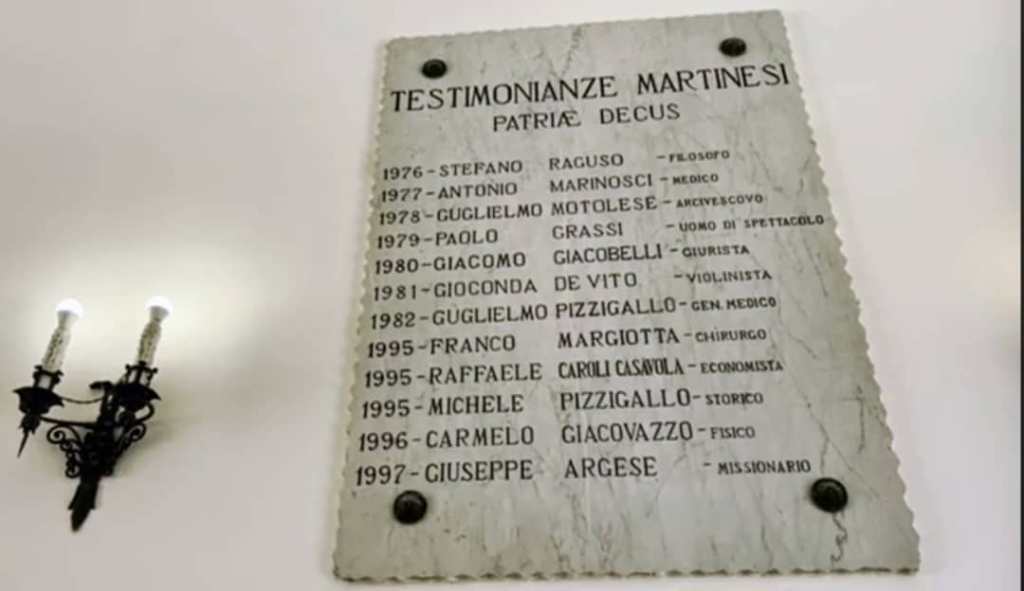 TESTIMONIANZE MARTINESI
PATRIÆ DECUS
1976-STEFANO RAGUSO -FILOSOFO
1977-ANTONIO MARINOSCI -MEDICO
1978-GUGLIELMO MOTOLESE -ARCIVESCOVO
1979-PAOLO GRASSI -UOMO DI SPETTACOLO
1980-GIACOMO GIACOBELLI -GIURISTA
1981-GIOCONDA DE VITO -VIOLINISTA
1982-GUGLIELMO PIZZIGALLO -GEN. MEDICO
1995-FRANCO MARGIOTTA -CHIRURGO
1995-RAFFAELE CAROLI CASAVOLA -ECONOMISTA
1995-MICHELE PIZZIGALLO -STORICO
1996-CARMELO GIACOVAZZO -FISICO
1997-GIUSEPPE ARGESE -MISSIONARIO